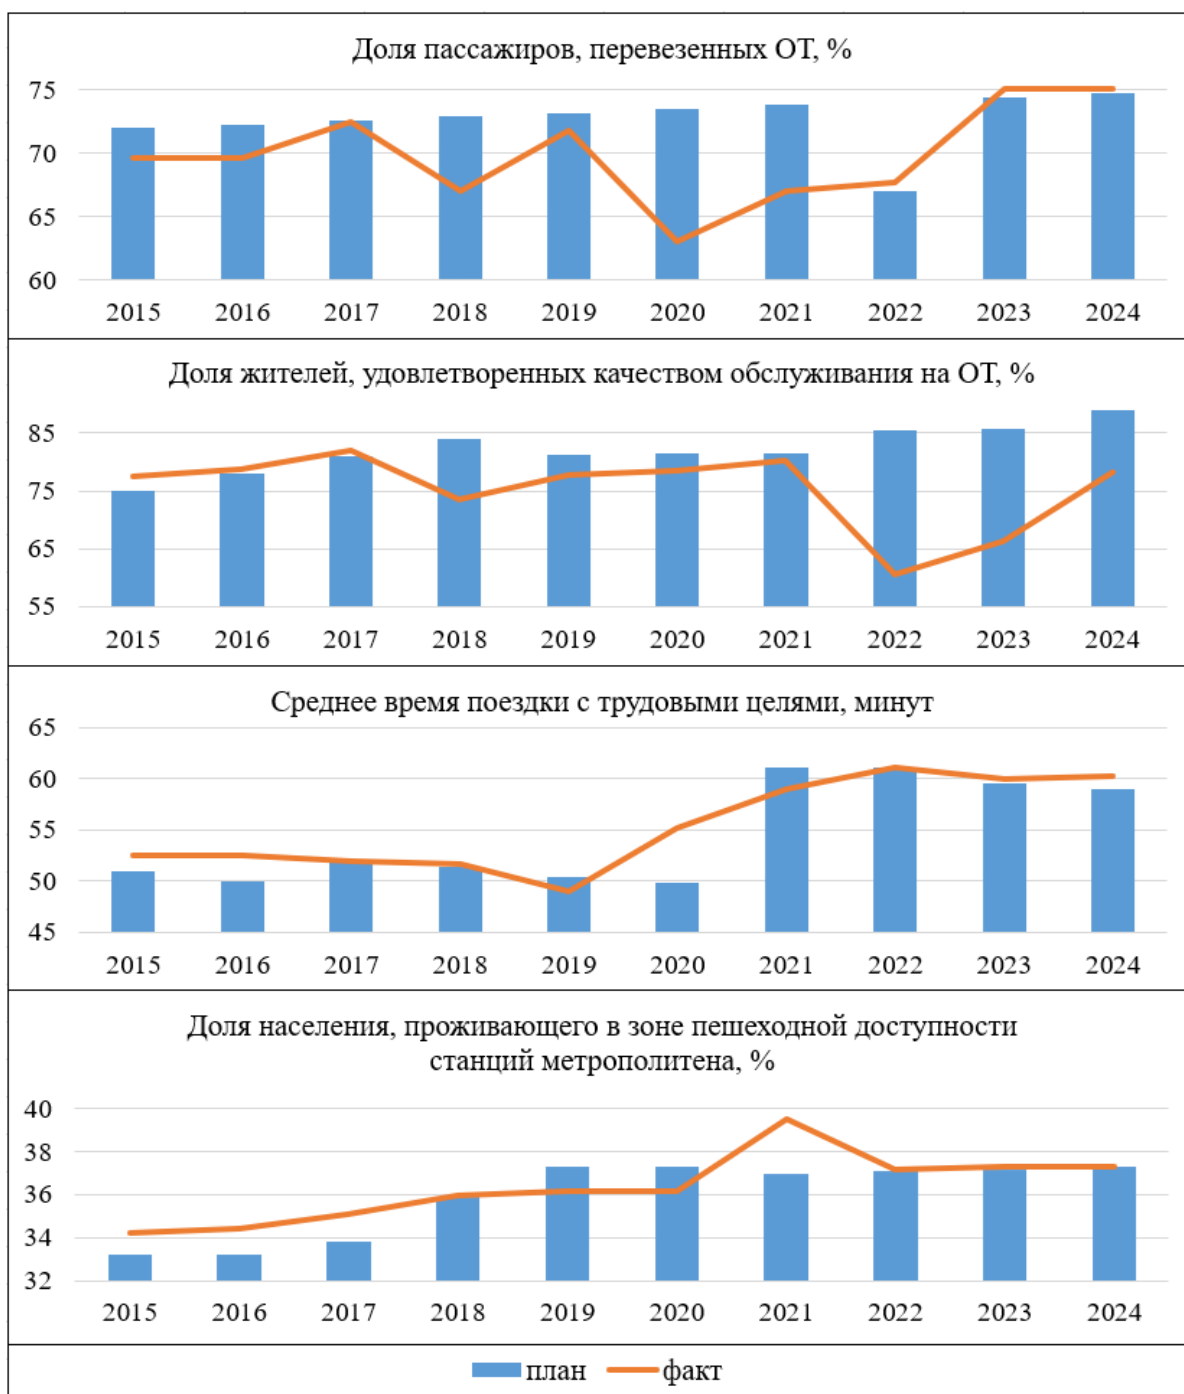 Доля пассажиров, перевезенных ОТ, %
75
70
65
60
2015 2016 2017 2018 2019 2020 2021 2022 2023 2024
Доля жителей, удовлетворенных качеством обслуживания на ОТ, %
85
75
65
55
2015 2016 2017 2018 2019 2020 2021 2022 2023 2024
Среднее время поездки с трудовыми целями, минут
65
60
55
50
45
2015 2016 2017 2018 2019 2020 2021 2022 2023 2024
Доля населения, проживающего в зоне пешеходной доступности
станций метрополитена, %
40
38
36
34
32
2015 2016 2017 2018 2019 2020 2021 2022 2023 2024
план факт